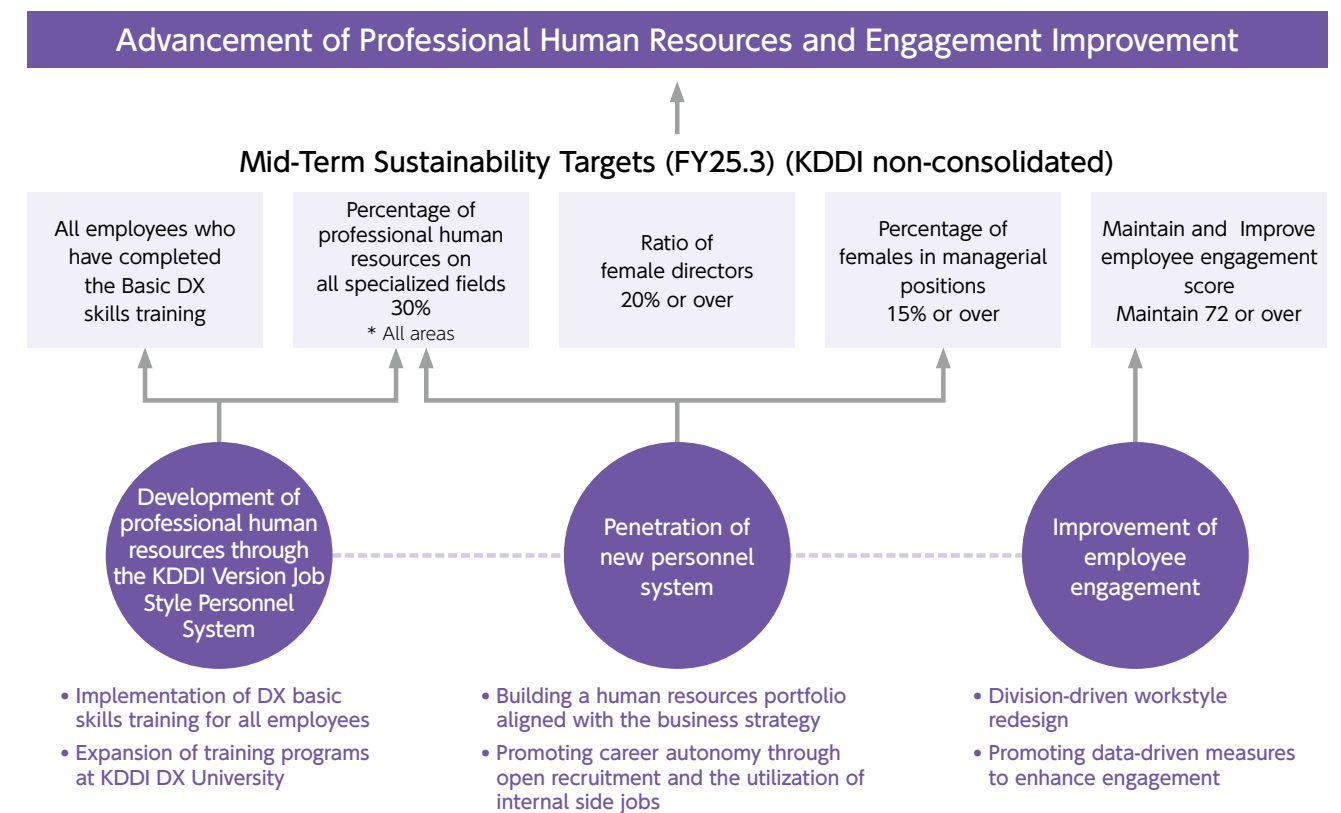 Advancement of Professional Human Resources and Engagement Improvement
Mid-Term Sustainability Targets (FY25.3) (KDDI non-consolidated)
All employees who
have completed
the Basic DX
skills training
Percentage of
professional human
resources on
all specialized fields
30%
* All areas
Ratio of
female directors
20% or over
Percentage of
females in managerial
positions
15% or over
Maintain and Improve
employee engagement
score
Maintain 72 or over
Development of
professional human
resources through
the KDDI Version Job
Style Personnel
System
Penetration of
new personnel
system
Improvement of
employee
engagement
• Implementation of DX basic
skills training for all employees
• Expansion of training programs
at KDDI DX University
• Building a human resources portfolio
aligned with the business strategy
• Promoting career autonomy through
open recruitment and the utilization of
internal side jobs
• Division-driven workstyle
redesign
• Promoting data-driven measures
to enhance engagement